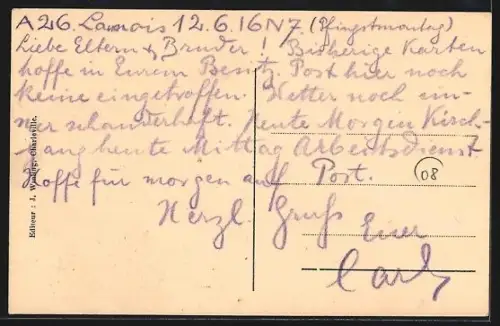 A26. Launois 12.6.16 N7. (Pfingstmontag)
Liebe Eltern & Bruder! Bisherige Karten
hoffe in Eurem Besitz. Post hier noch
keine eingetroffen. Wetter noch im-
mer schauderhaft. Heute Morgen Kirch-
gang heute Mittag Arbeitsdienst.
Hoffe für morgen auf Post.
Herzl. Gruß Euer
Carl
08
Editeur : J. Winling, Charleville.